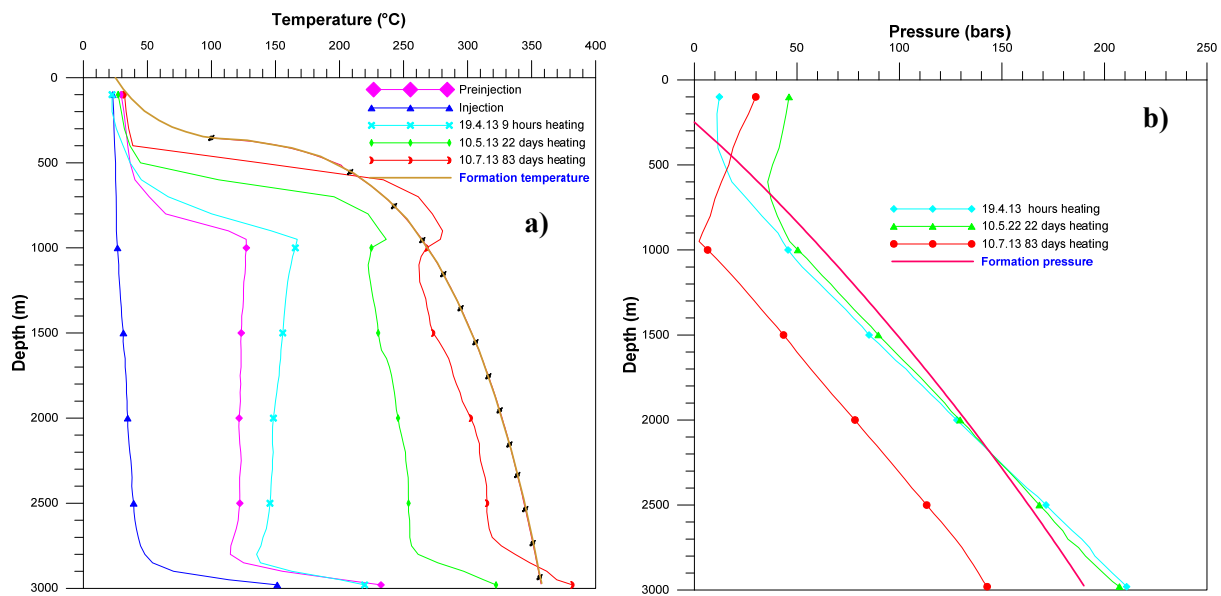 Temperature (°C)
0 50 100 150 200 250 300 350 400
0
500
1000
1500
2000
2500
3000
Depth (m)
Preinjection
Injection
19.4.13 9 hours heating
10.5.13 22 days heating
10.7.13 83 days heating
Formation temperature
a)
Pressure (bars)
0 50 100 150 200 250
0
500
1000
1500
2000
2500
3000
Depth (m)
19.4.13 hours heating
10.5.22 22 days heating
10.7.13 83 days heating
Formation pressure
b)